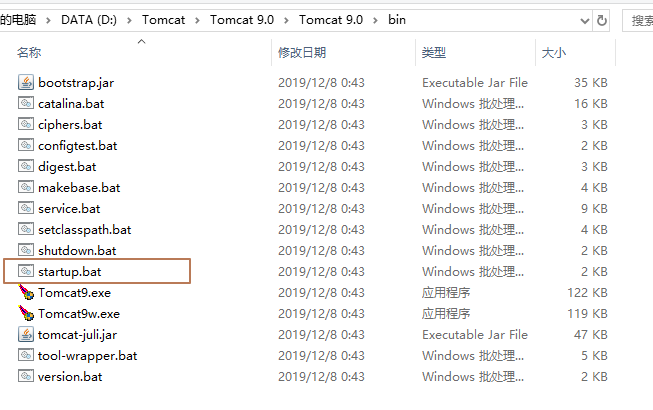 的电脑 > DATA (D:) > Tomcat > Tomcat 9.0 > Tomcat 9.0 > bin 搜索
名称 修改日期 类型 大小
bootstrap.jar 2019/12/8 0:43 Executable Jar File 35 KB
catalina.bat 2019/12/8 0:43 Windows 批处理... 16 KB
ciphers.bat 2019/12/8 0:43 Windows 批处理... 3 KB
configtest.bat 2019/12/8 0:43 Windows 批处理... 2 KB
digest.bat 2019/12/8 0:43 Windows 批处理... 3 KB
makebase.bat 2019/12/8 0:43 Windows 批处理... 4 KB
service.bat 2019/12/8 0:43 Windows 批处理... 9 KB
setclasspath.bat 2019/12/8 0:43 Windows 批处理... 4 KB
shutdown.bat 2019/12/8 0:43 Windows 批处理... 2 KB
startup.bat 2019/12/8 0:43 Windows 批处理... 2 KB
Tomcat9.exe 2019/12/8 0:43 应用程序 122 KB
Tomcat9w.exe 2019/12/8 0:43 应用程序 119 KB
tomcat-juli.jar 2019/12/8 0:43 Executable Jar File 47 KB
tool-wrapper.bat 2019/12/8 0:43 Windows 批处理... 5 KB
version.bat 2019/12/8 0:43 Windows 批处理... 2 KB